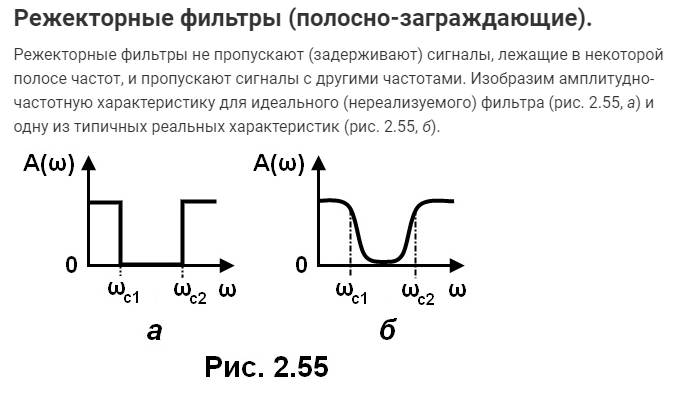 Режекторные фильтры (полосно-заграждающие).
Режекторные фильтры не пропускают (задерживают) сигналы, лежащие в некоторой
полосе частот, и пропускают сигналы с другими частотами. Изобразим амплитудно-
частотную характеристику для идеального (нереализуемого) фильтра (рис. 2.55, а) и
одну из типичных реальных характеристик (рис. 2.55, б).
A(ω) A(ω)
0 0
ωc1 ωc2 ω ωc1 ωc2 ω
а б
Рис. 2.55